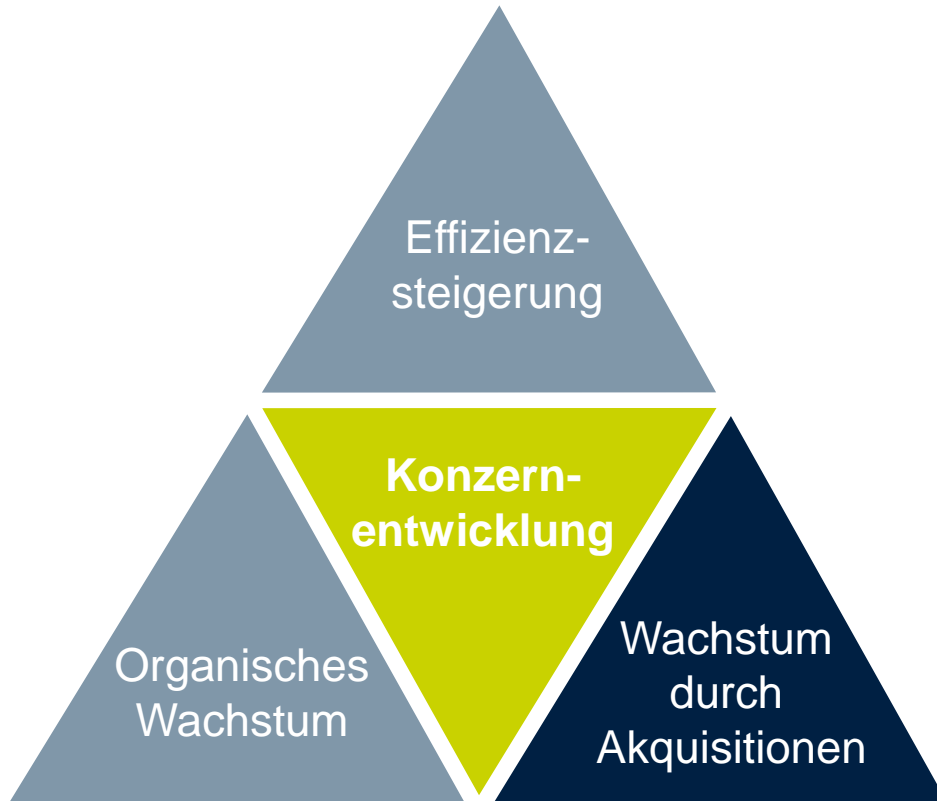 Effizienz-
steigerung
Konzern-
entwicklung
Organisches
Wachstum
Wachstum
durch
Akquisitionen